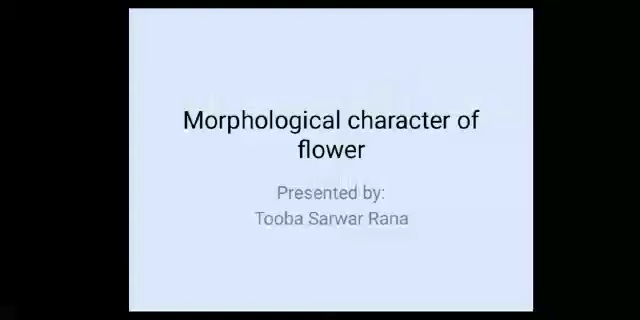 Morphological character of
flower
Presented by:
Tooba Sarwar Rana